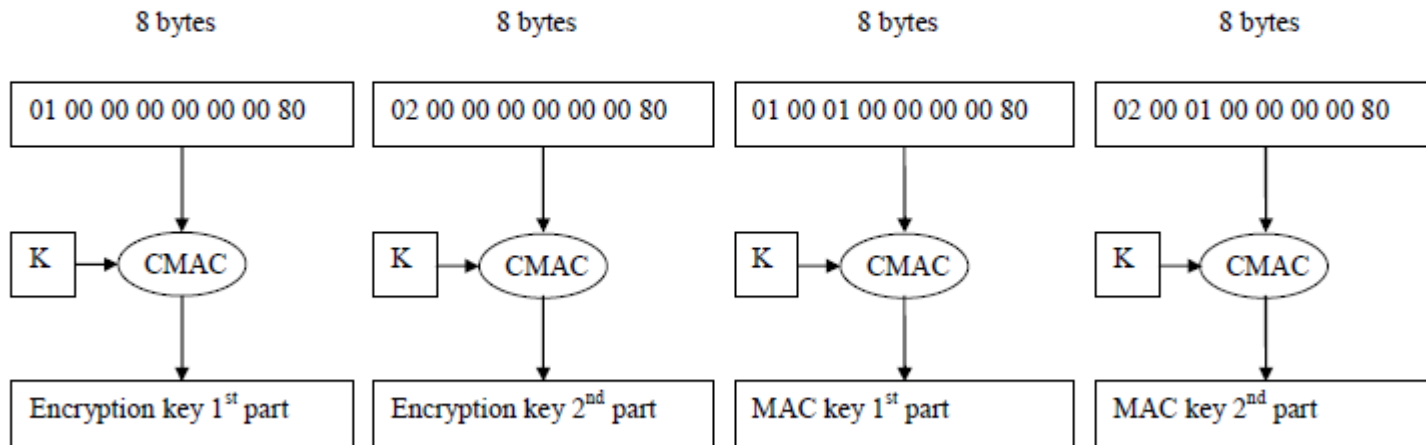 8 bytes
8 bytes
8 bytes
8 bytes
01 00 00 00 00 00 00 80
02 00 00 00 00 00 00 80
01 00 01 00 00 00 00 80
02 00 01 00 00 00 00 80
K
CMAC
K
CMAC
K
CMAC
K
CMAC
Encryption key 1st part
Encryption key 2nd part
MAC key 1st part
MAC key 2nd part